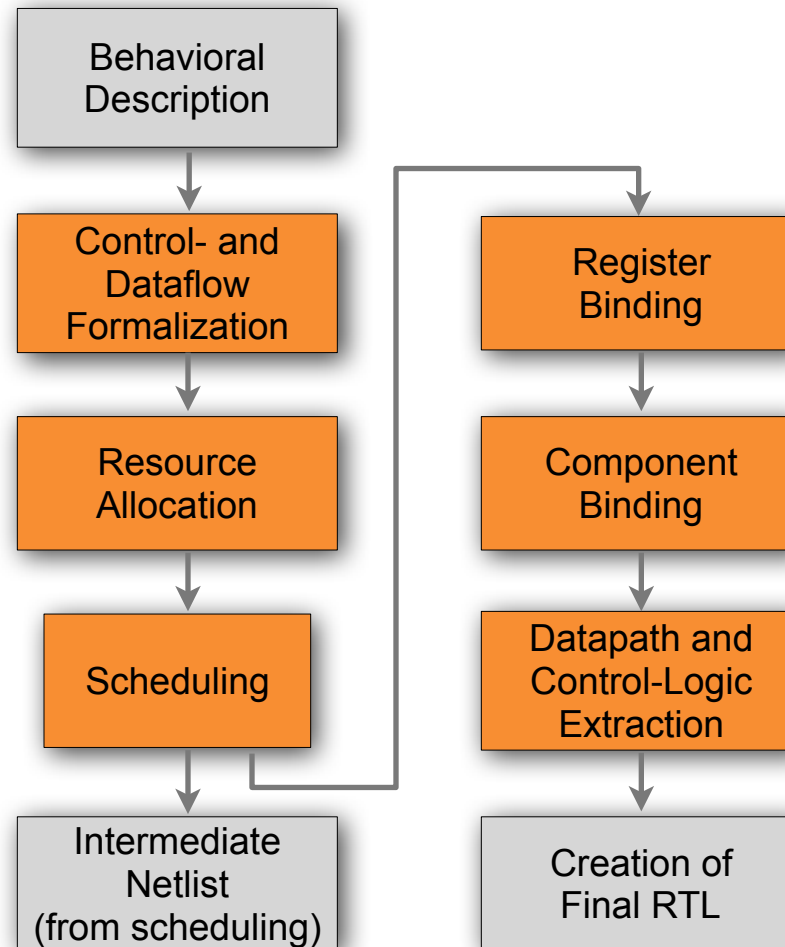 Behavioral
Description
Control- and
Dataflow
Formalization
Resource
Allocation
Scheduling
Intermediate
Netlist
(from scheduling)
Register
Binding
Component
Binding
Datapath and
Control-Logic
Extraction
Creation of
Final RTL